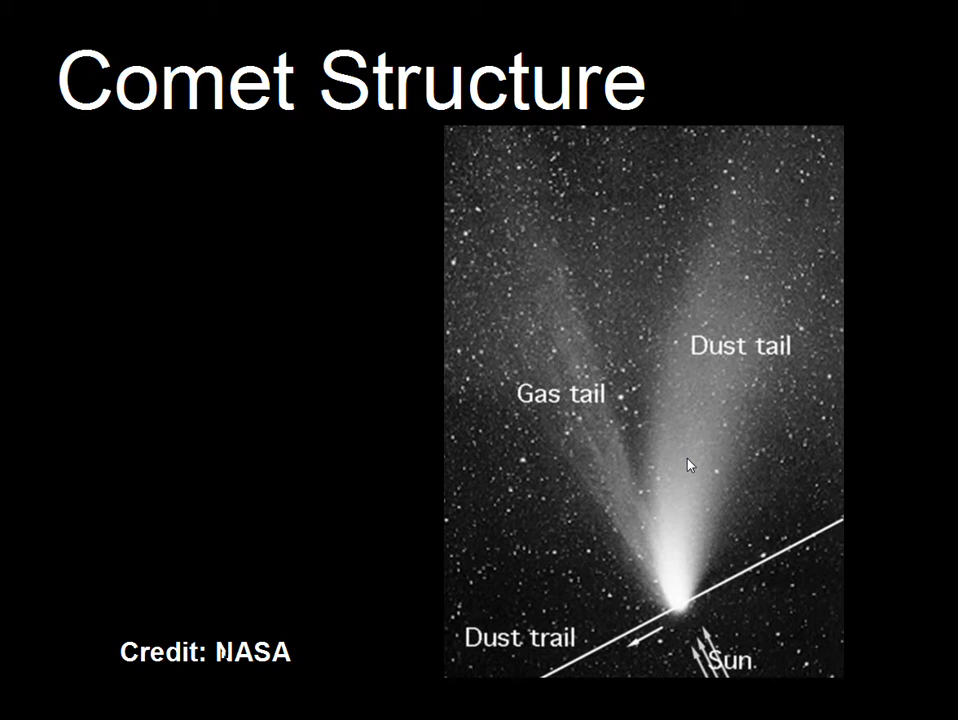 Comet Structure
Dust tail
Gas tail
Dust trail
Sun
Credit: NASA